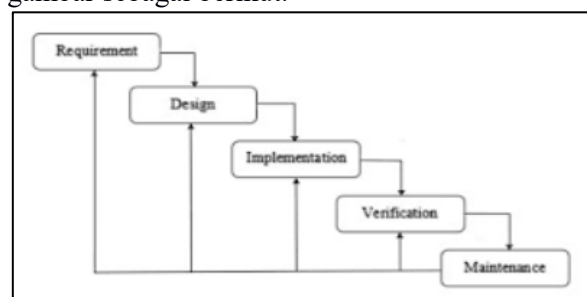 Requirement
Design
Implementation
Verification
Maintenance